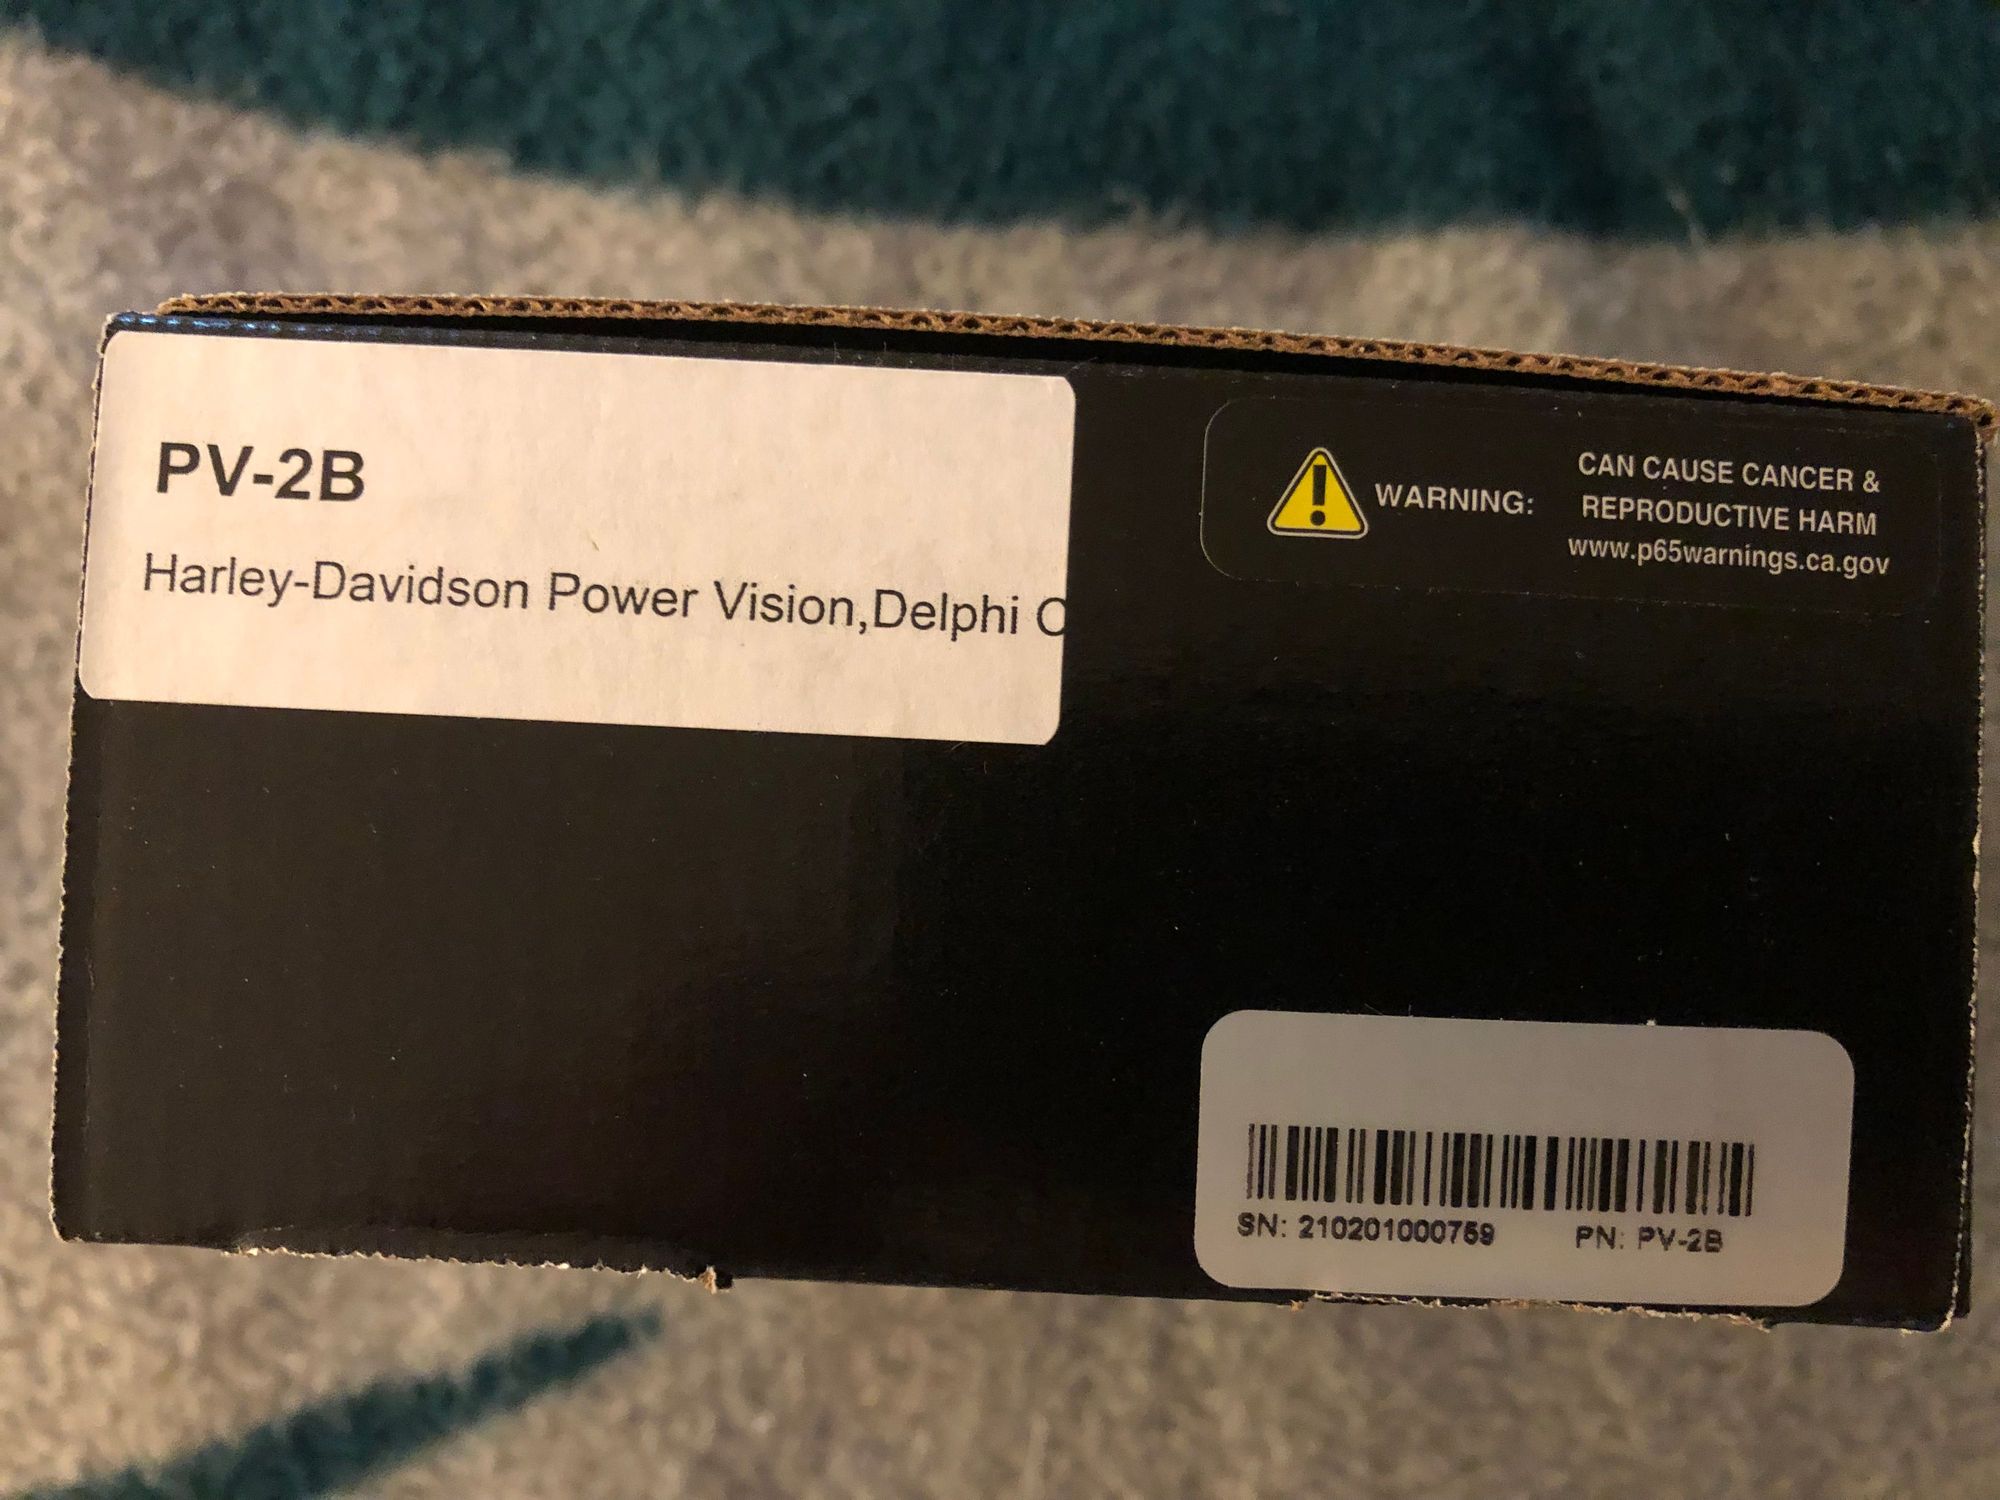 PV-2B
Harley-Davidson Power Vision,Delphi C
WARNING:
CAN CAUSE CANCER &
REPRODUCTIVE HARM
www.p65warnings.ca.gov
SN: 210201000759 PN: PV-2B